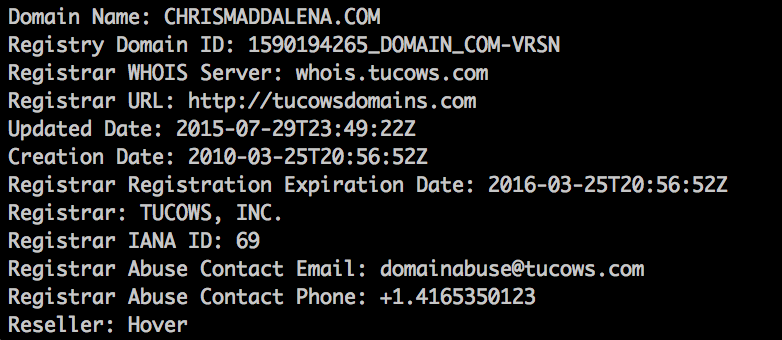 Domain Name: CHRISMADDALENA.COM
Registry Domain ID: 1590194265_DOMAIN_COM-VRSN
Registrar WHOIS Server: whois.tucows.com
Registrar URL: http://tucowsdomains.com
Updated Date: 2015-07-29T23:49:22Z
Creation Date: 2010-03-25T20:56:52Z
Registrar Registration Expiration Date: 2016-03-25T20:56:52Z
Registrar: TUCOWS, INC.
Registrar IANA ID: 69
Registrar Abuse Contact Email: domainabuse@tucows.com
Registrar Abuse Contact Phone: +1.4165350123
Reseller: Hover